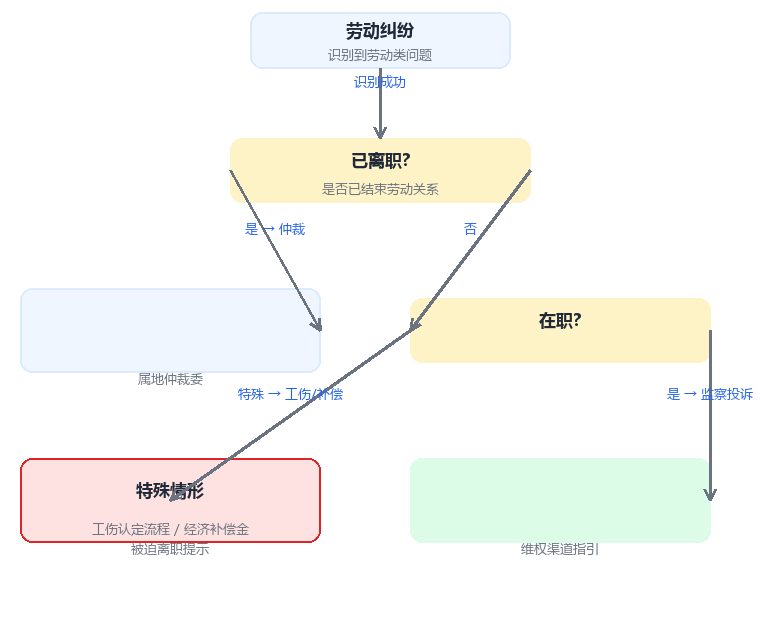 劳动纠纷
识别到劳动类问题
识别成功
已离职?
是否已结束劳动关系
是 → 仲裁
否
在职?
属地仲裁委
特殊 → 工伤/补偿
是 → 监察投诉
特殊情形
工伤认定流程 / 经济补偿金
被迫离职提示
维权渠道指引